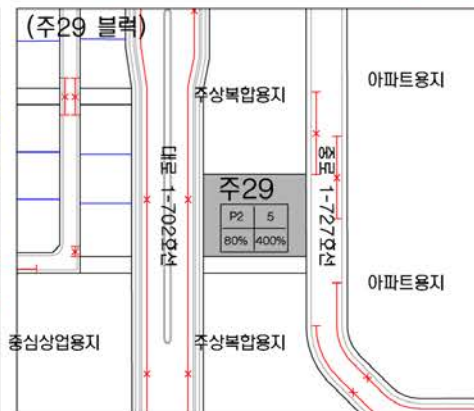 (주29 블럭)
아파트용지
주상복합용지
대로 1-702호선
중로 1-727호선
주29
P2 5
80% 400%
아파트용지
중심상업용지
주상복합용지